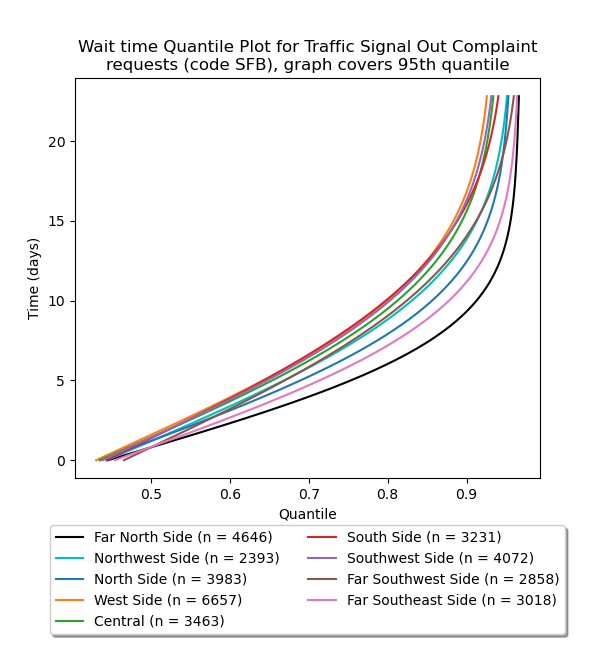 Wait time Quantile Plot for Traffic Signal Out Complaint
requests (code SFB), graph covers 95th quantile
20
15
10
5
0
Time (days)
0.5 0.6 0.7 0.8 0.9
Quantile
Far North Side (n = 4646)
Northwest Side (n = 2393)
North Side (n = 3983)
West Side (n = 6657)
Central (n = 3463)
South Side (n = 3231)
Southwest Side (n = 4072)
Far Southwest Side (n = 2858)
Far Southeast Side (n = 3018)